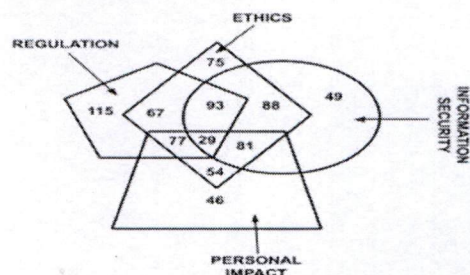 ETHICS
REGULATION
75
115
67
93
88
49
77
29
81
54
46
INFORMATION
SECURITY
PERSONAL
IMPACT